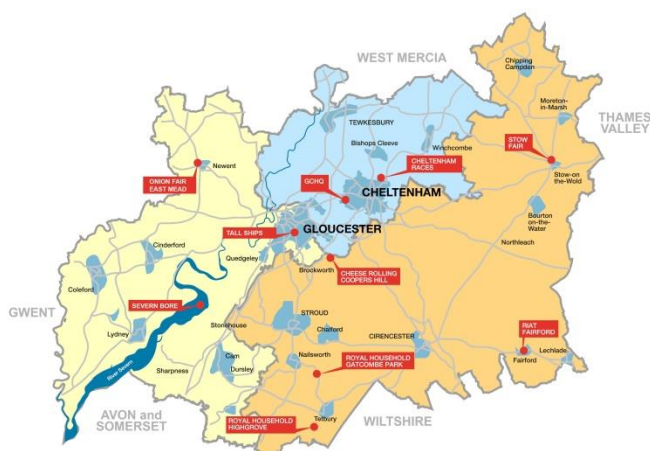 WEST MERCIA
Chipping
Campden
Moreton-
in-Marsh
THAMES
VALLEY
TEWKESBURY
Bishops Cleeve
Winchcombe
STOW
FAIR
Stow-on
the-Wold
ONION FAIR
EAST MEAD
Newent
GCHQ
CHELTENHAM
RACES
CHELTENHAM
Bourton
on-the-
Water
TALL SHIPS
GLOUCESTER
Northleach
Cinderford
Quedgeley
Brockworth
CHEESE ROLLING
COOPERS HILL
Coleford
GWENT
SEVERN BORE
Lydney
Stonehouse
STROUD
Chalford
CIRENCESTER
RIAT
FAIRFORD
Fairford
Lechlade
River Severn
Sharpness
Cam
Dursley
Nailsworth
ROYAL HOUSEHOLD
GATCOMBE PARK
AVON and
SOMERSET
ROYAL HOUSEHOLD
HIGHGROVE
Tetbury
WILTSHIRE